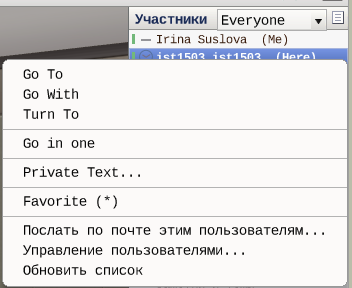 Участники Everyone
— Irina Suslova (Me)
ist1503 ist1503 (Here)
Go To
Go With
Turn To
Go in one
Private Text...
Favorite (*)
Послать по почте этим пользователям...
Управление пользователями...
Обновить список